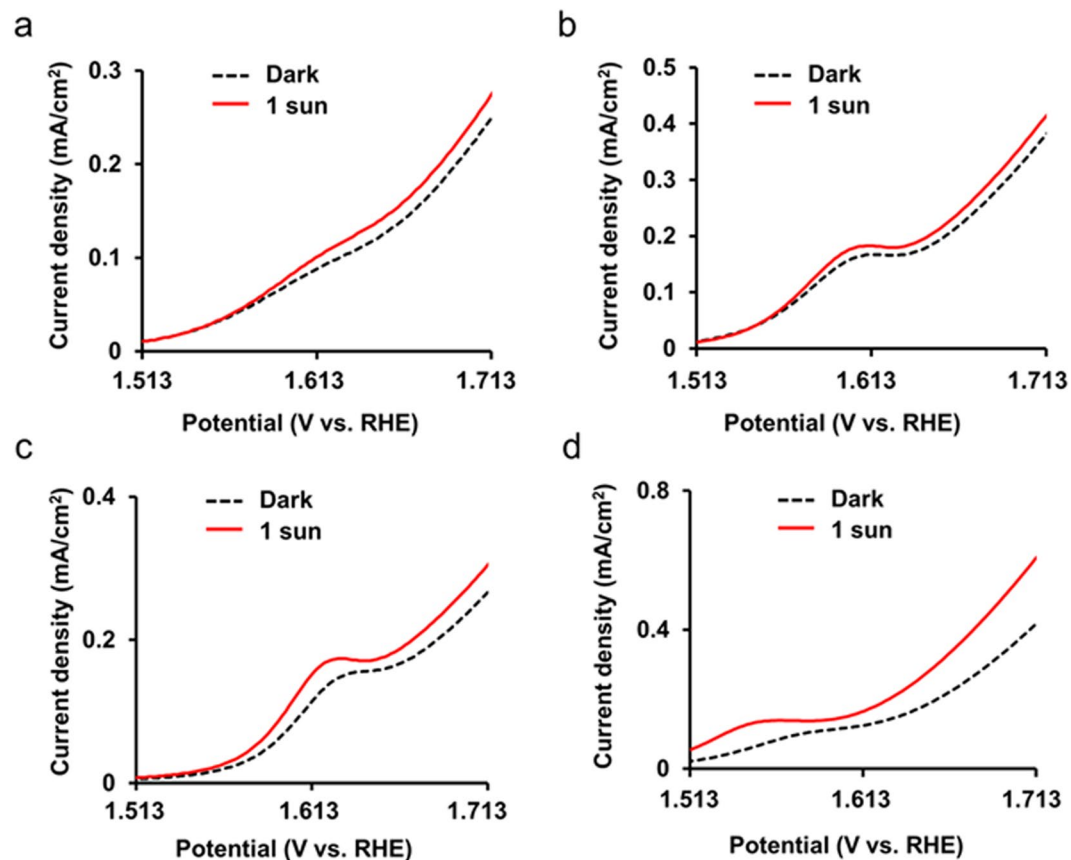 a
Current density (mA/cm²)
Dark
1 sun
0.3
0.2
0.1
0
1.513
1.613
1.713
Potential (V vs. RHE)
b
Current density (mA/cm²)
Dark
1 sun
0.5
0.4
0.3
0.2
0.1
0
1.513
1.613
1.713
Potential (V vs. RHE)
c
Current density (mA/cm²)
Dark
1 sun
0.4
0.2
0
1.513
1.613
1.713
Potential (V vs. RHE)
d
Current density (mA/cm²)
Dark
1 sun
0.8
0.4
0
1.513
1.613
1.713
Potential (V vs. RHE)